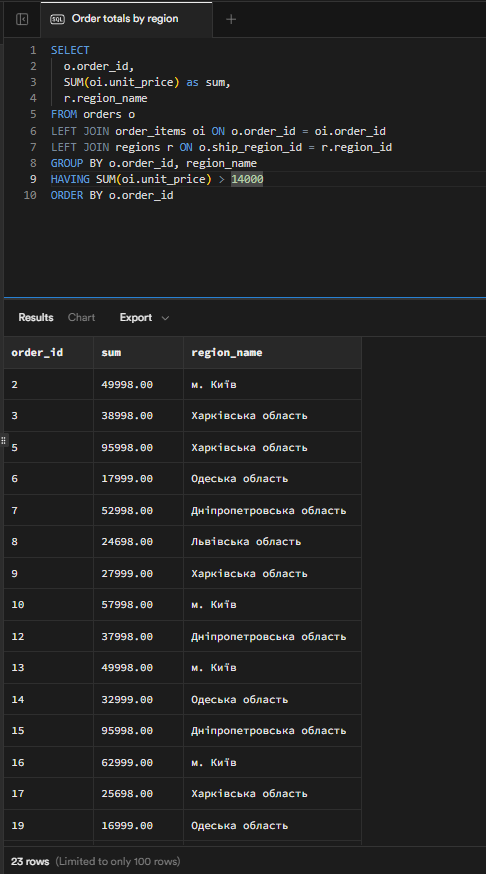 SQL Order totals by region +
1 SELECT
2 o.order_id,
3 SUM(oi.unit_price) as sum,
4 r.region_name
5 FROM orders o
6 LEFT JOIN order_items oi ON o.order_id = oi.order_id
7 LEFT JOIN regions r ON o.ship_region_id = r.region_id
8 GROUP BY o.order_id, region_name
9 HAVING SUM(oi.unit_price) > 14000
10 ORDER BY o.order_id
Results Chart Export
order_id sum region_name
2 49998.00 м. Київ
3 38998.00 Харківська область
5 95998.00 Харківська область
6 17999.00 Одеська область
7 52998.00 Дніпропетровська область
8 24698.00 Львівська область
9 27999.00 Харківська область
10 57998.00 м. Київ
12 37998.00 Дніпропетровська область
13 49998.00 м. Київ
14 32999.00 Одеська область
15 95998.00 Дніпропетровська область
16 62999.00 м. Київ
17 25698.00 Харківська область
19 16999.00 Одеська область
23 rows (Limited to only 100 rows)